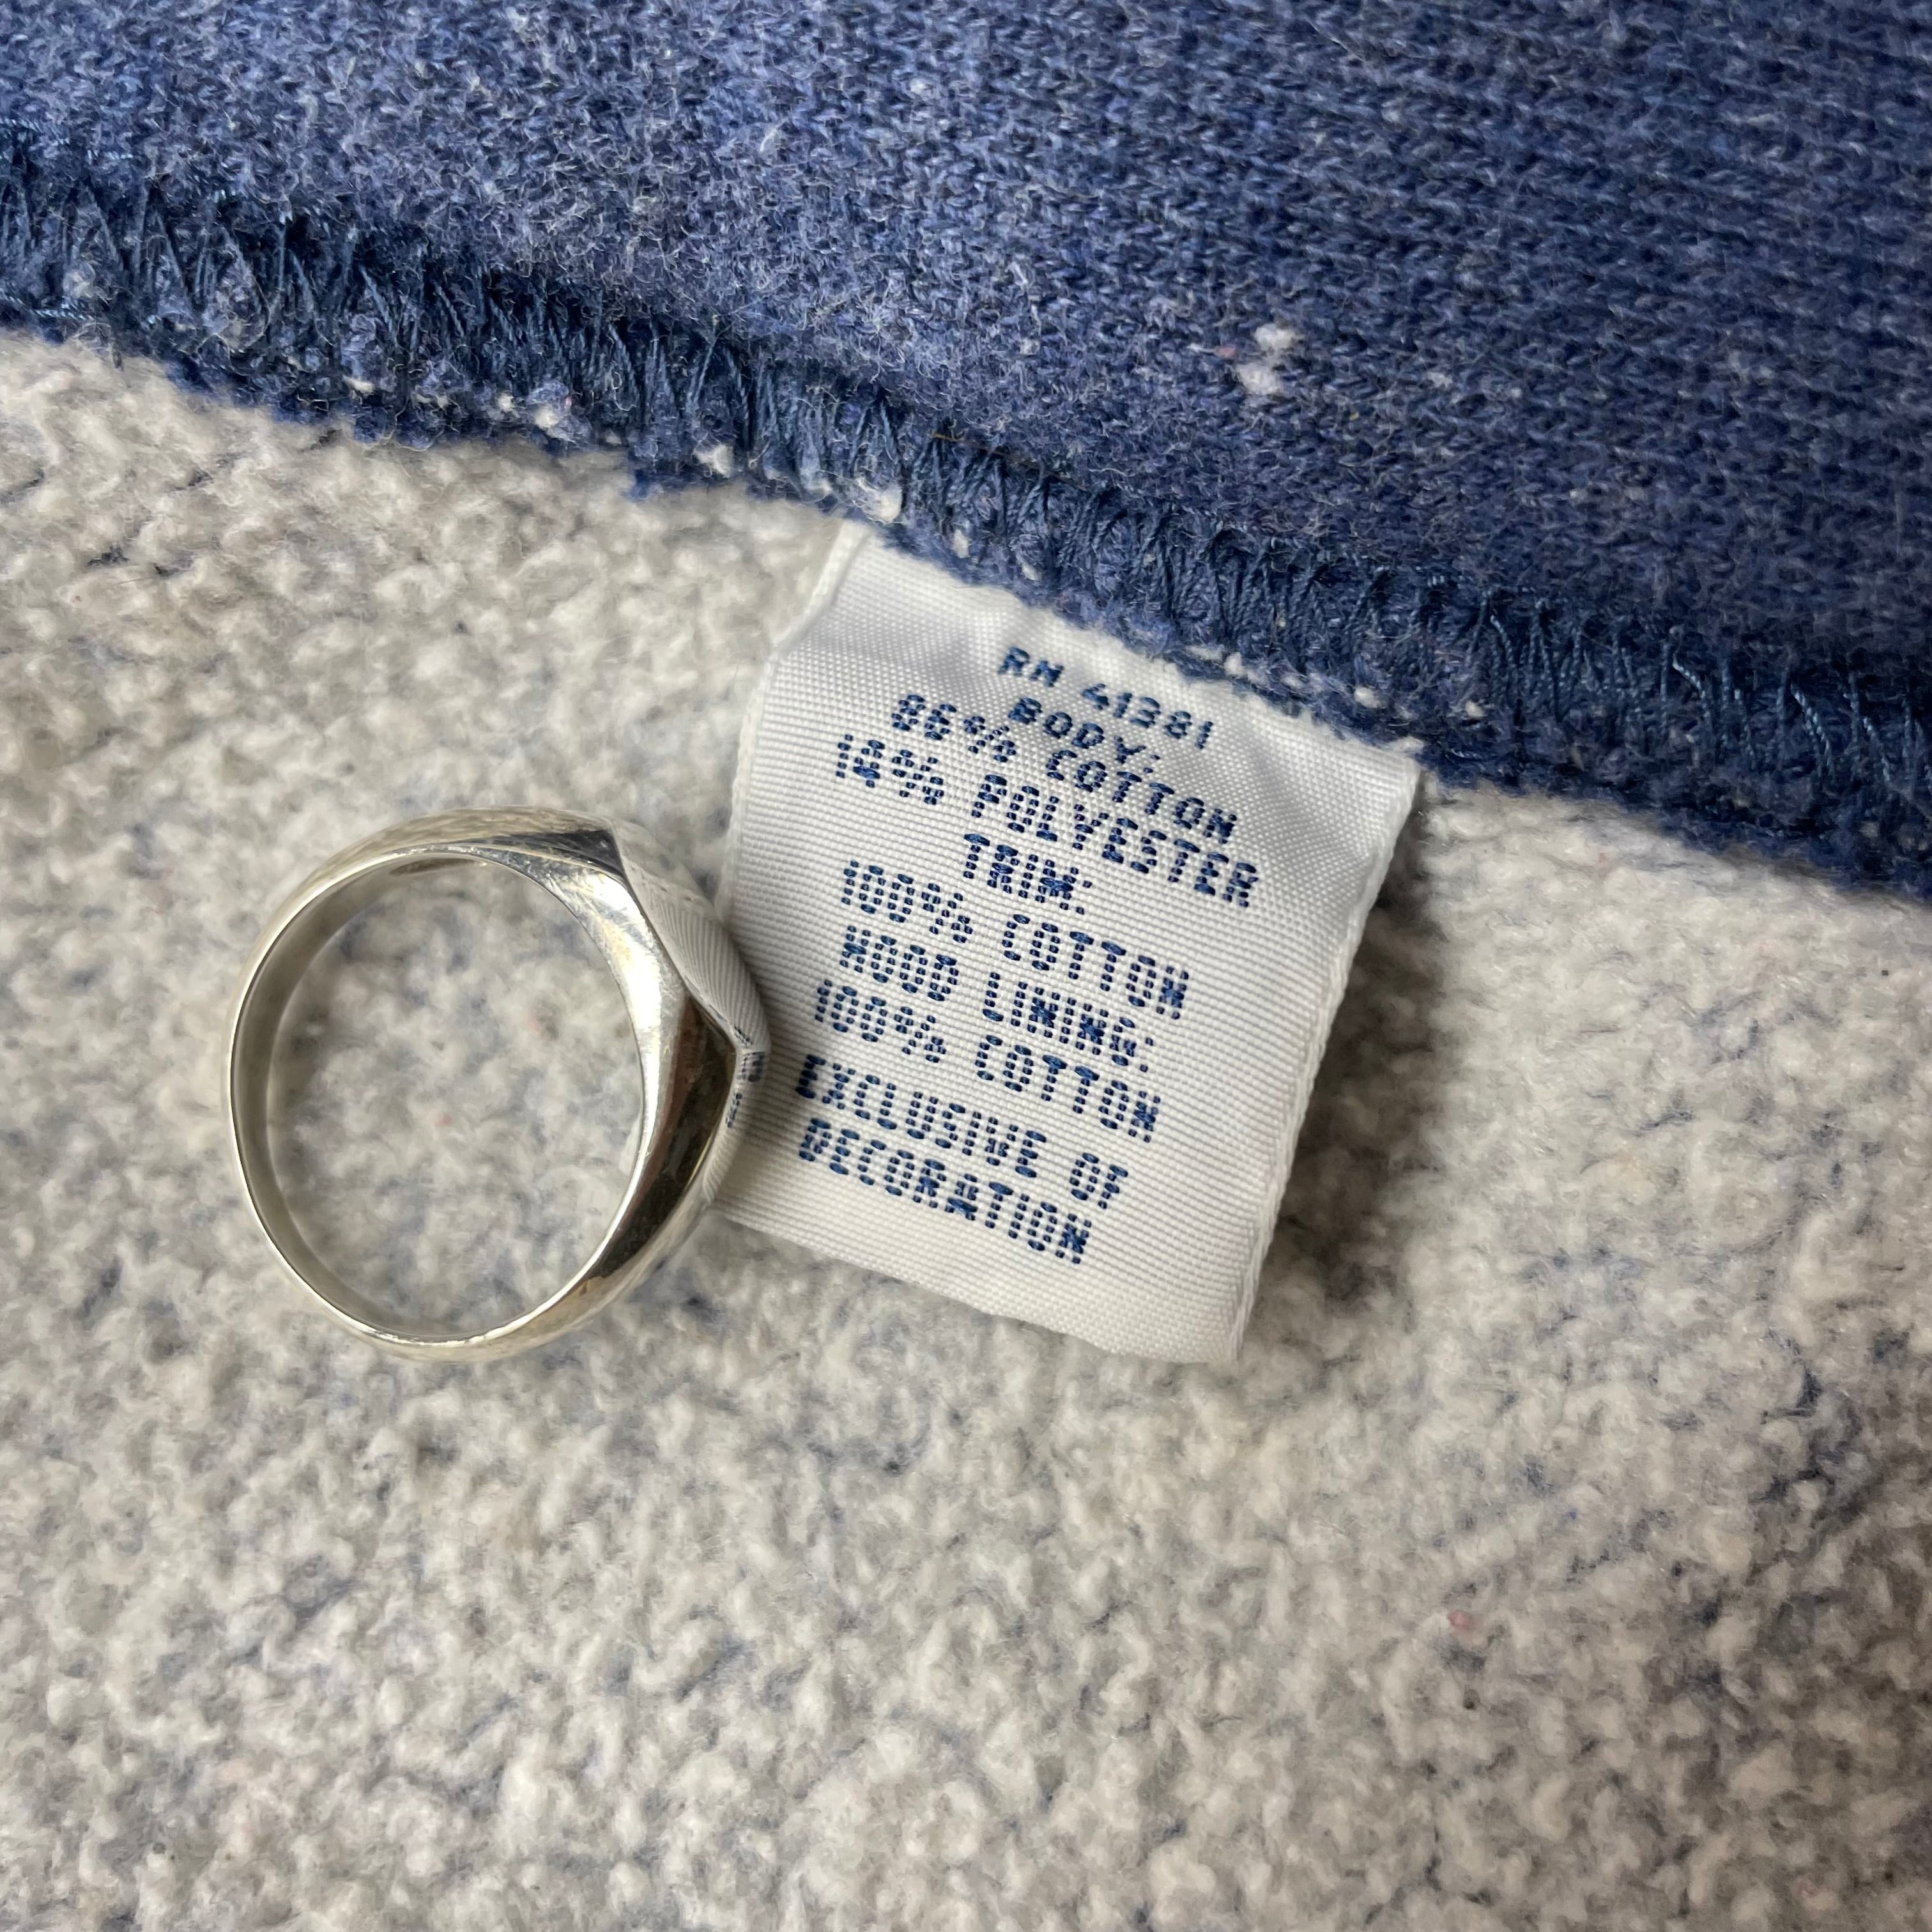 RN 41381
BODY:
86% COTTON
14% POLYESTER
TRIM:
100% COTTON
HOOD LINING:
100% COTTON
EXCLUSIVE OF
DECORATION